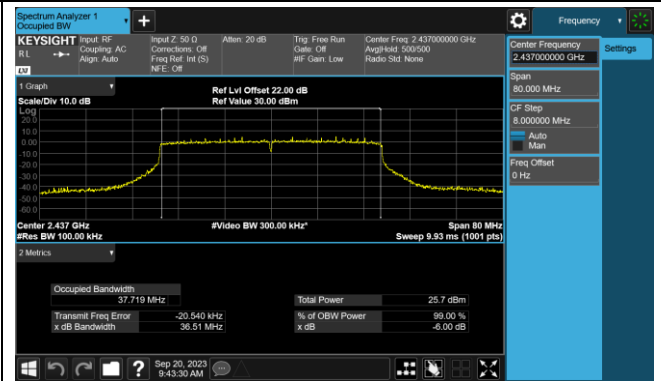 Spectrum Analyzer 1
Occupied BW
+
Frequency
KEYSIGHT Input: RF Input Z: 50 Ω Atten: 20 dB Trig: Free Run Center Freq: 2.437000000 GHz
RL Coupling: AC Corrections: Off Gate: Off Avg|Hold: 500/500
Align: Auto Freq Ref: Int (S) #IF Gain: Low Radio Std: None
NFE: Off
LXI
Center Frequency
2.437000000 GHz
Settings
Span
80.000 MHz
CF Step
8.000000 MHz
Auto
Man
Freq Offset
0 Hz
1 Graph
Ref Lvl Offset 22.00 dB
Scale/Div 10.0 dB Ref Value 30.00 dBm
Log
20.0
10.0
0.00
-10.0
-20.0
-30.0
-40.0
-50.0
-60.0
Center 2.437 GHz #Video BW 300.00 kHz* Span 80 MHz
#Res BW 100.00 kHz Sweep 9.93 ms (1001 pts)
2 Metrics
Occupied Bandwidth
37.719 MHz Total Power 25.7 dBm
Transmit Freq Error -20.540 kHz % of OBW Power 99.00 %
x dB Bandwidth 36.51 MHz x dB -6.00 dB
? Sep 20, 2023
9:43:30 AM